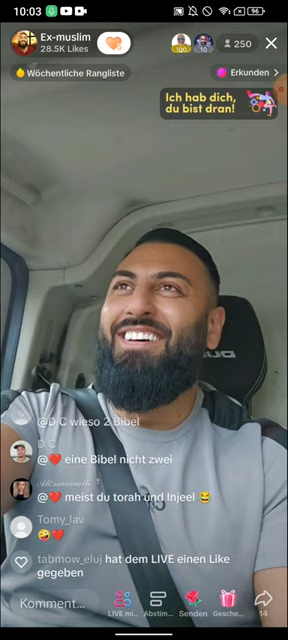 10:03
96
Ex-muslim
28.5K Likes
100
10
250
Wöchentliche Rangliste
Erkunden
Ich hab dich,
du bist dran!
@D C wieso 2 Bibel
D C
@❤️ eine Bibel nicht zwei
@❤️ meist du torah und Injeel 😂
Tomy_lav
🤪❤️
tabmow_eluj hat dem LIVE einen Like
gegeben
Komment...
LIVE mi...
Abstim...
Senden
Gesche...
14